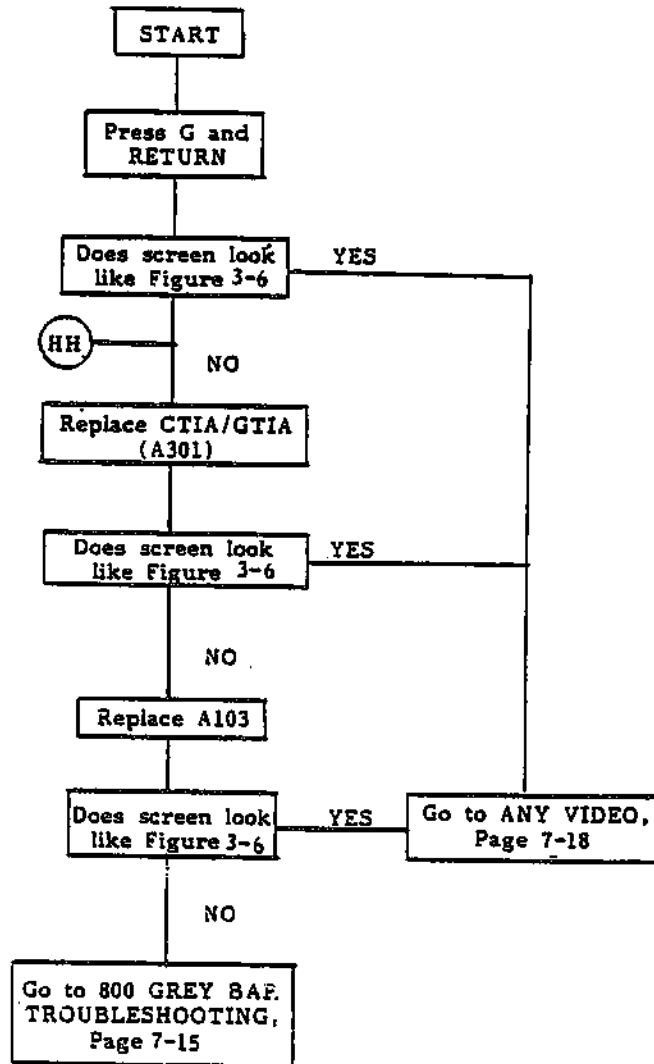 START
Press G and
RETURN
Does screen look
like Figure 3-6
YES
HH
NO
Replace CTIA/GTIA
(A301)
Does screen look
like Figure 3-6
YES
NO
Replace A103
Does screen look
like Figure 3-6
YES
Go to ANY VIDEO,
Page 7-18
NO
Go to 800 GREY BAR
TROUBLESHOOTING,
Page 7-15